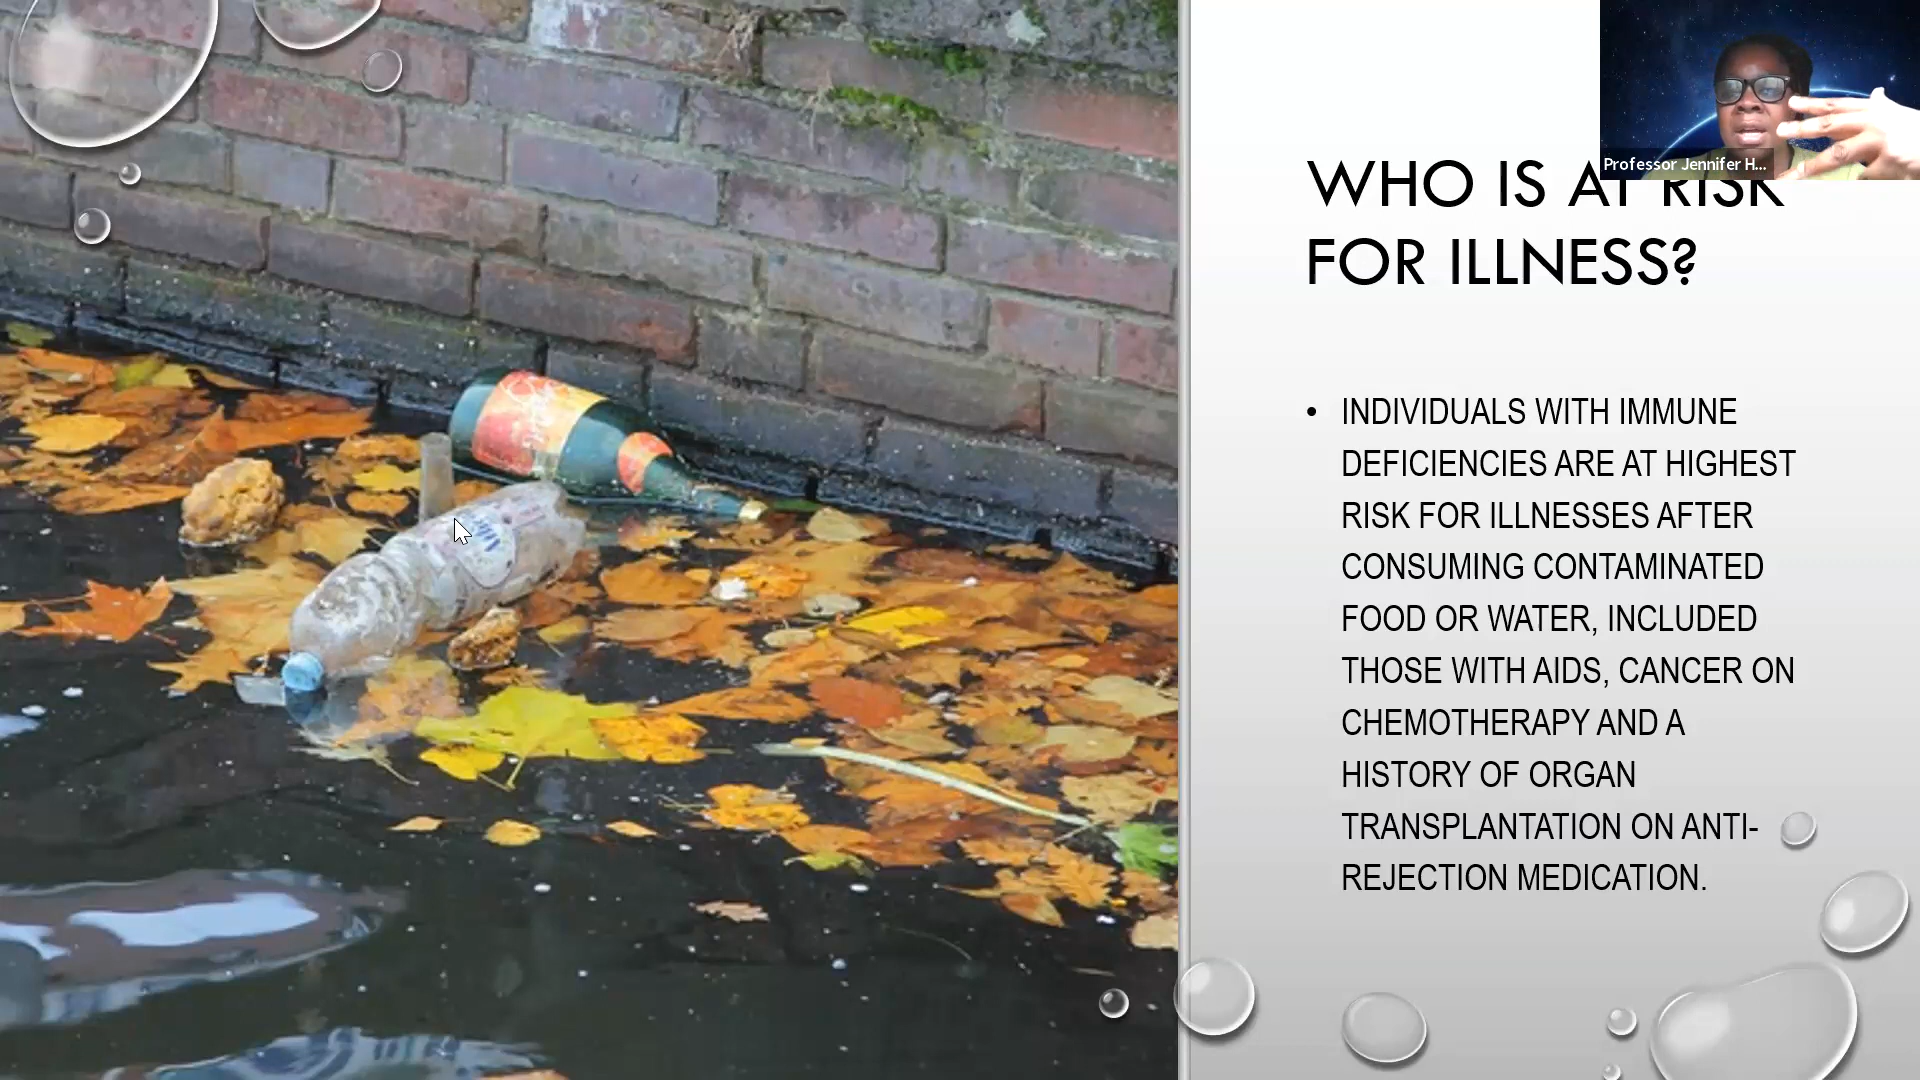 Professor Jennifer H...
WHO IS AT RISK
FOR ILLNESS?
• INDIVIDUALS WITH IMMUNE
DEFICIENCIES ARE AT HIGHEST
RISK FOR ILLNESSES AFTER
CONSUMING CONTAMINATED
FOOD OR WATER, INCLUDED
THOSE WITH AIDS, CANCER ON
CHEMOTHERAPY AND A
HISTORY OF ORGAN
TRANSPLANTATION ON ANTI-
REJECTION MEDICATION.